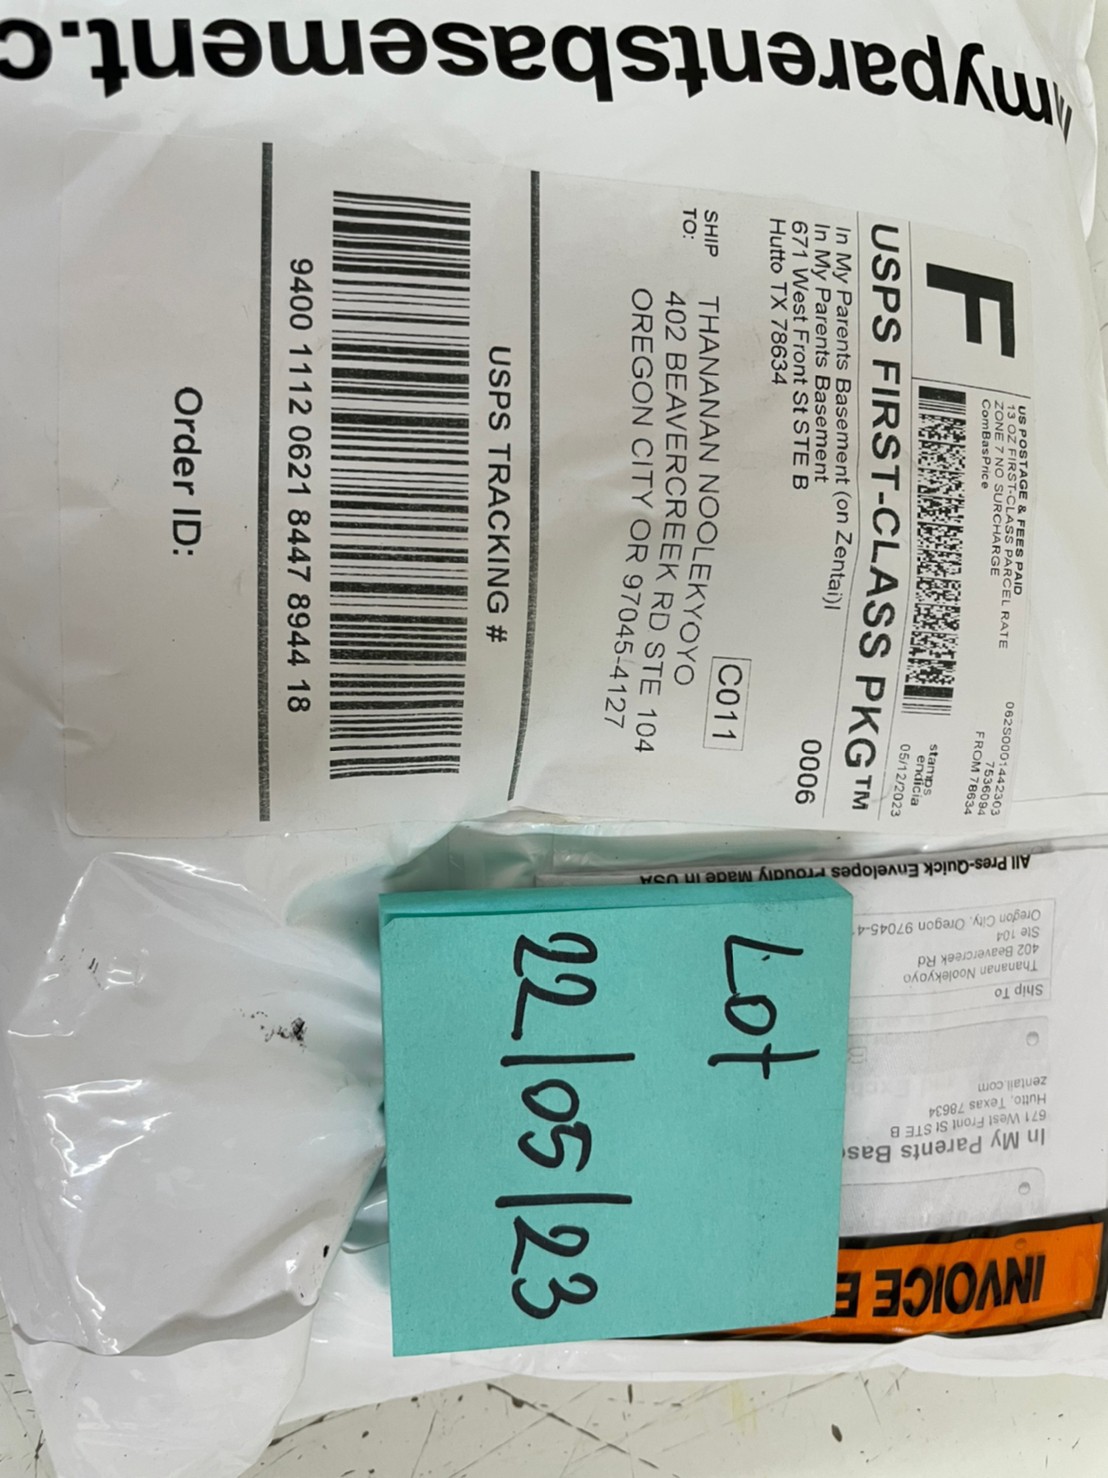 myparentsbasement.c
F
US POSTAGE & FEES PAID
13 OZ FIRST-CLASS PARCEL RATE
ZONE 7 NO SURCHARGE
ComBasPrice
062S0001442303
7536094
FROM 78634
stamps
endicia
05/12/2023
USPS FIRST-CLASS PKG™
In My Parents Basement (on Zentail)l
In My Parents Basement
671 West Front St STE B
Hutto TX 78634
0006
C011
SHIP
TO:
THANANAN NOOLEKYOYO
402 BEAVERCREEK RD STE 104
OREGON CITY OR 97045-4127
USPS TRACKING #
9400 1112 0621 8447 8944 18
Order ID:
Lot
22/05/23
INVOICE E
In My Parents Bas
671 West Front St STE B
Hutto, Texas 78634
zentail.com
Ship To
Thananan Noolekyoyo
402 Beavercreek Rd
Ste 104
Oregon City, Oregon 97045-4
All Pres-Quick Envelopes Proudly Made in USA